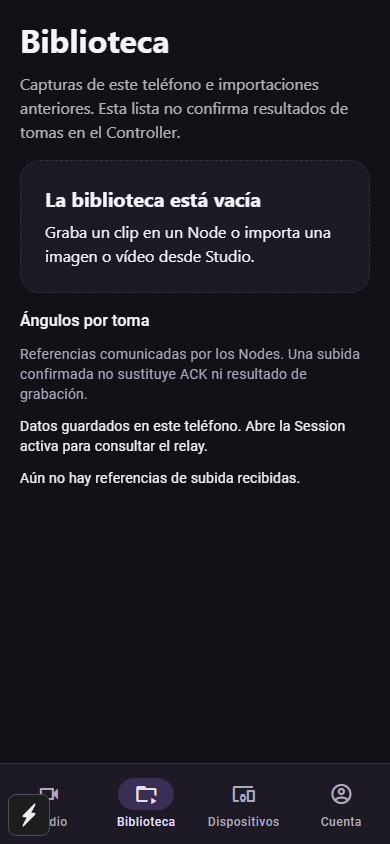 Biblioteca
Capturas de este teléfono e importaciones
anteriores. Esta lista no confirma resultados de
tomas en el Controller.
La biblioteca está vacía
Graba un clip en un Node o importa una
imagen o vídeo desde Studio.
Ángulos por toma
Referencias comunicadas por los Nodes. Una subida
confirmada no sustituye ACK ni resultado de
grabación.
Datos guardados en este teléfono. Abre la Session
activa para consultar el relay.
Aún no hay referencias de subida recibidas.
Biblioteca
Dispositivos
Cuenta